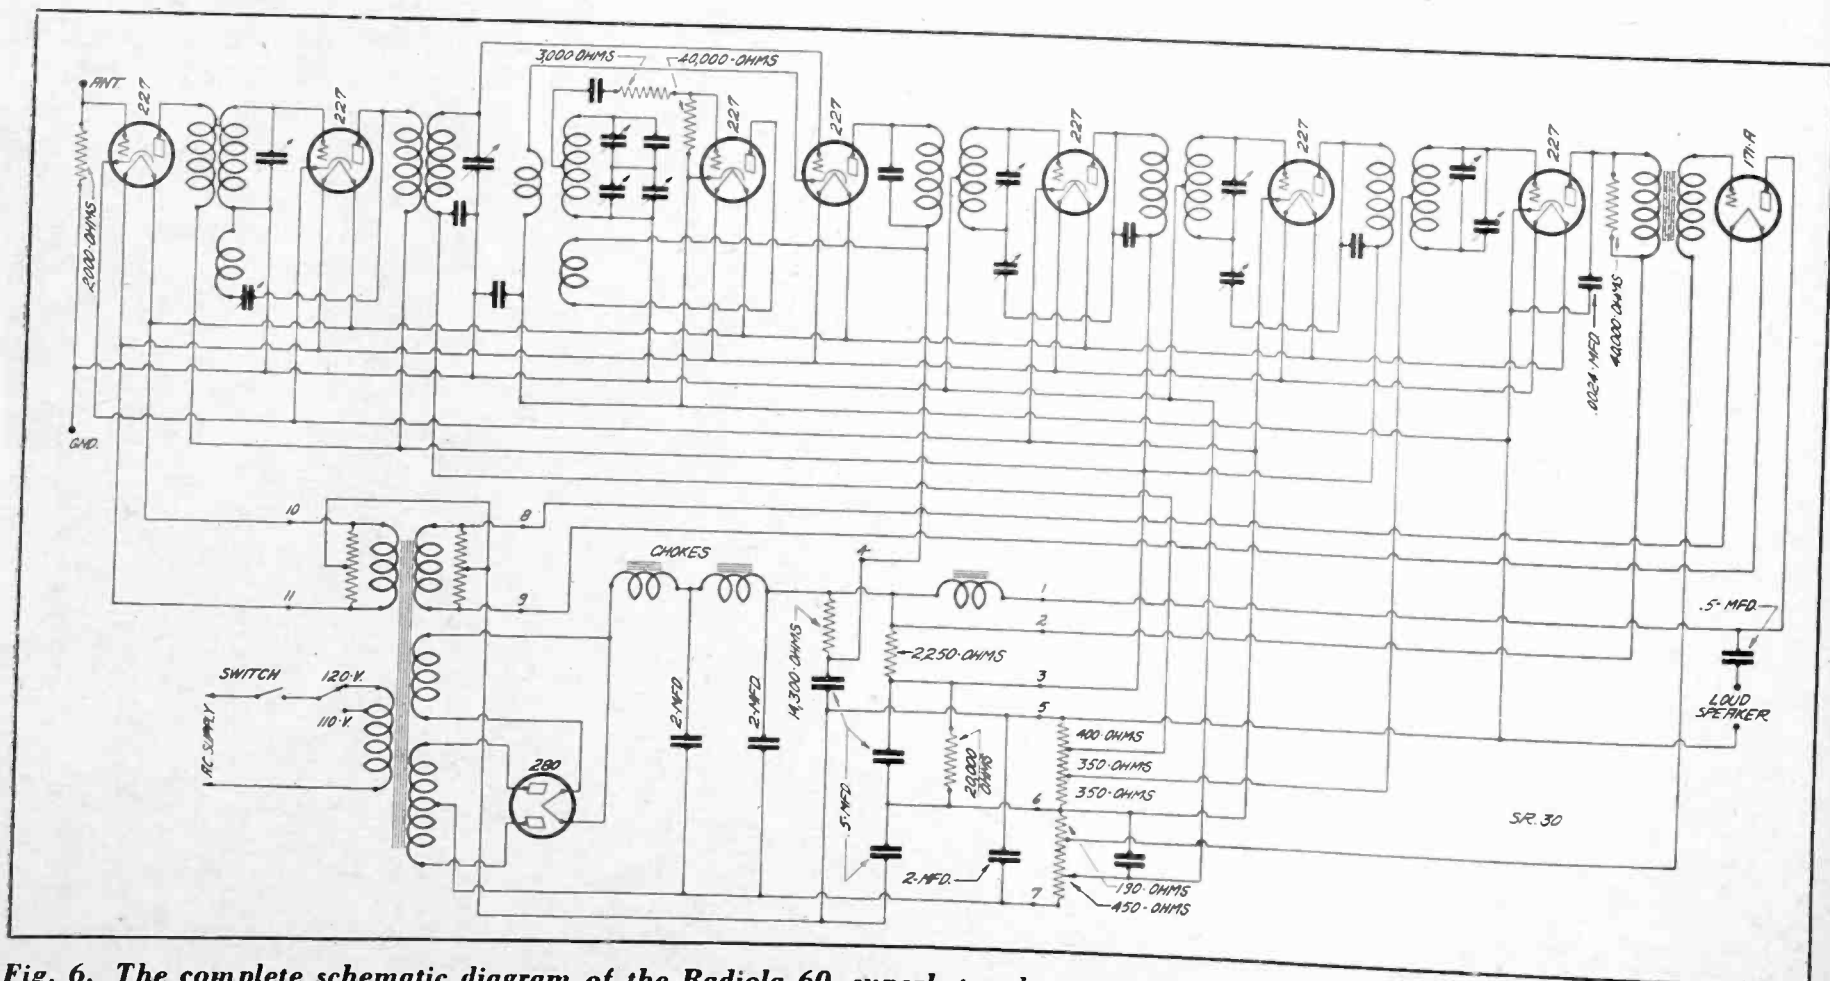 3,000·OHMS
40,000·OHMS
ANT.
227
227
227
227
227
227
227
171·A
2000·OHMS
.0024·MFD
40,000·OHMS
GND.
10
8
11
9
CHOKES
4
1
2
3
5
6
7
.5-MFD.
2,250·OHMS
14,300·OHMS
SWITCH
120·V.
110·V.
AC SUPPLY
2-MFD
2-MFD
LOUD
SPEAKER
400·OHMS
350·OHMS
350·OHMS
20,000
OHMS
280
.5-MFD.
S.R. 30
2-MFD.
190·OHMS
450·OHMS
Fig. 6. The complete schematic diagram of the Radiola 60